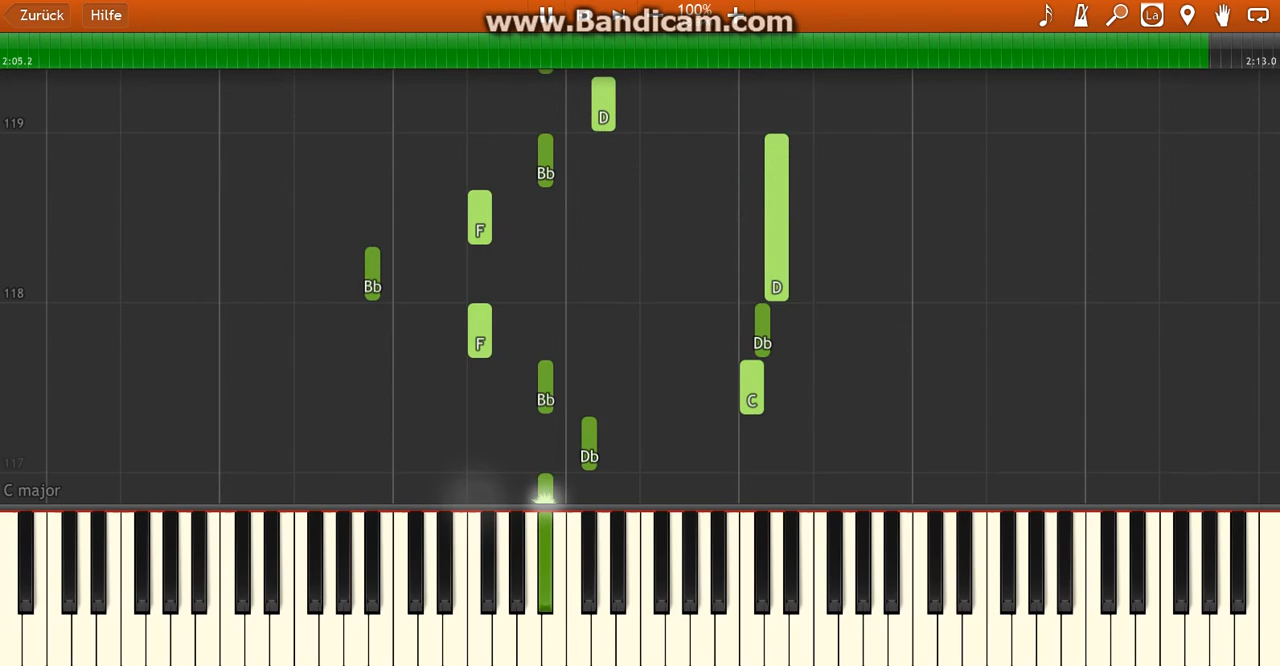 Zurück Hilfe 100% La
www.Bandicam.com
2:05.2 2:13.0
D
119
Bb
F
Bb D
118
F Db
Bb C
Db
117
C major